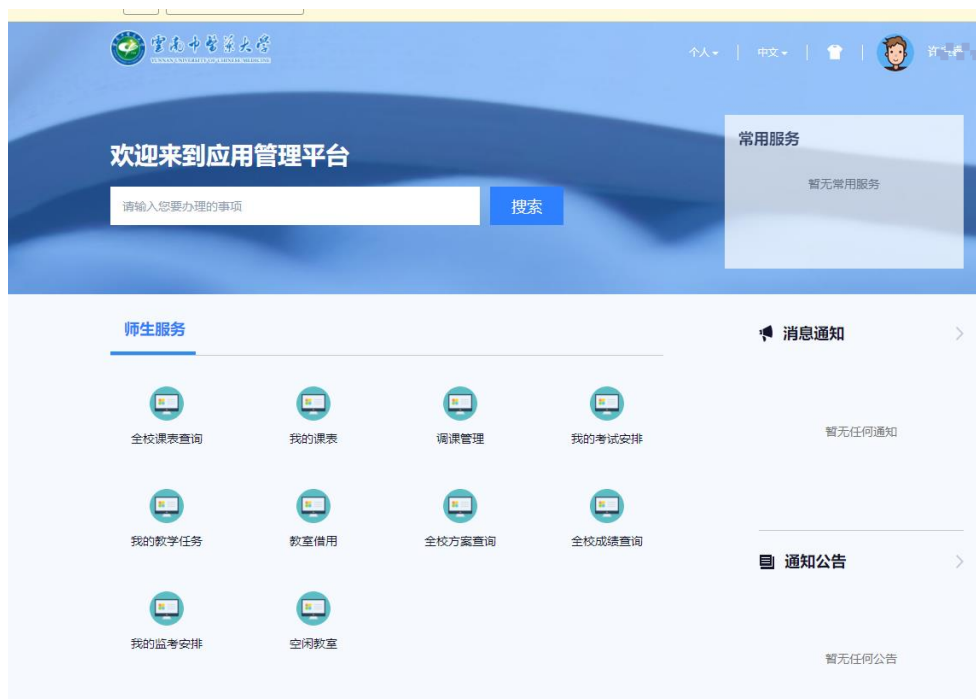 云南中医药大学
YUNNAN UNIVERSITY OF CHINESE MEDICINE
个人 中文
欢迎来到应用管理平台
请输入您要办理的事项
搜索
常用服务
暂无常用服务
师生服务
全校课表查询 我的课表 调课管理 我的考试安排
我的教学任务 教室借用 全校方案查询 全校成绩查询
我的监考安排 空闲教室
消息通知
暂无任何通知
通知公告
暂无任何公告